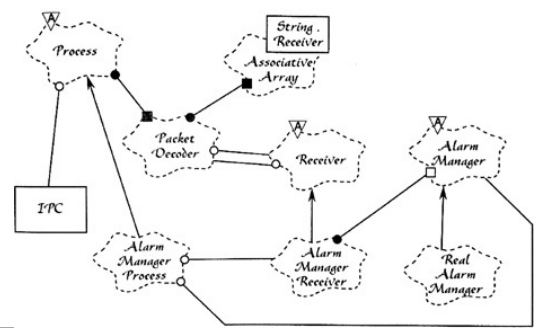 A
Process
String .
Receiver
Associative
Array
Packet
Decoder
A
Receiver
A
Alarm
Manager
IPC
Alarm
Manager
Process
Alarm
Manager
Receiver
Real
Alarm
Manager